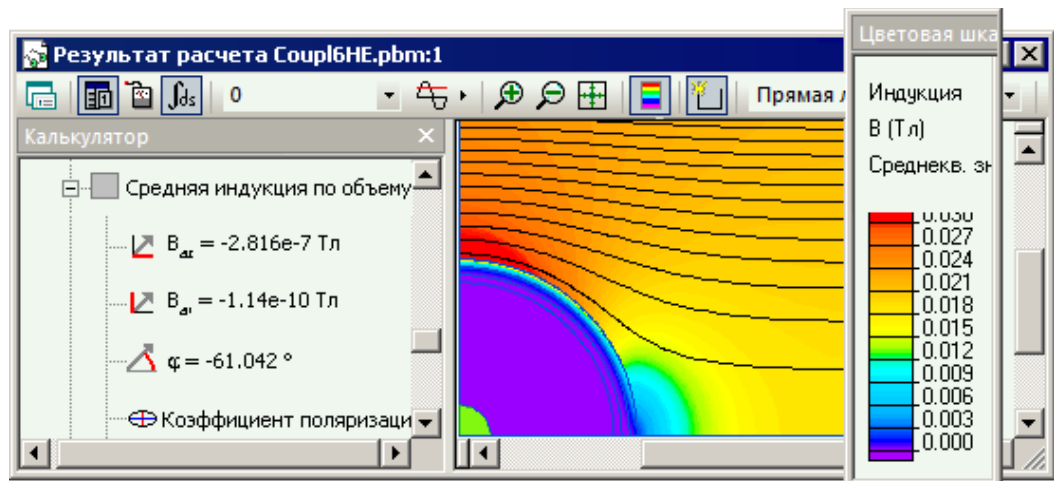 Результат расчета Coupl6HE.pbm:1
0
Прямая
Калькулятор
Средняя индукция по объему
= -2.816e-7 Тл
= -1.14e-10 Тл
φ = -61.042 °
Коэффициент поляризаци
Цветовая шка
Индукция
B (Тл)
Среднекв. зн
0.030
0.027
0.024
0.021
0.018
0.015
0.012
0.009
0.006
0.003
0.000